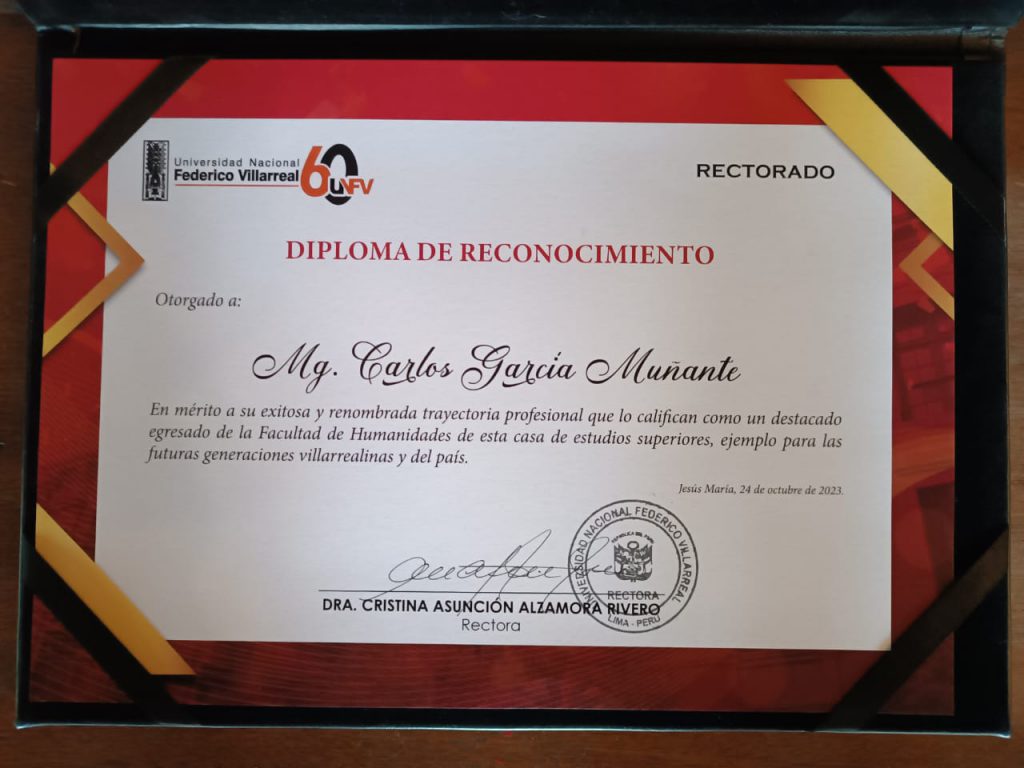 Universidad Nacional
Federico Villarreal
60 UNFV
RECTORADO
DIPLOMA DE RECONOCIMIENTO
Otorgado a:
Mg. Carlos García Muñante
En mérito a su exitosa y renombrada trayectoria profesional que lo califican como un destacado
egresado de la Facultad de Humanidades de esta casa de estudios superiores, ejemplo para las
futuras generaciones villarrealinas y del país.
Jesús María, 24 de octubre de 2023.
UNIVERSIDAD NACIONAL FEDERICO VILLARREAL
REPUBLICA DEL PERU
RECTORA
LIMA - PERÚ
DRA. CRISTINA ASUNCIÓN ALZAMORA RIVERO
Rectora